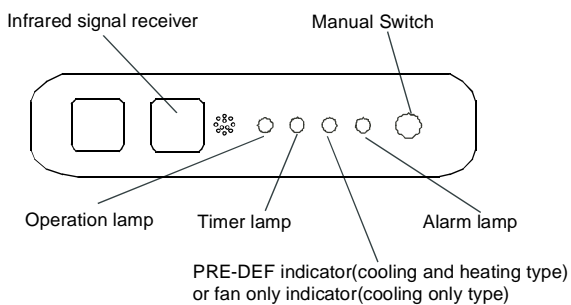 Infrared signal receiver
Manual Switch
Operation lamp
Timer lamp
Alarm lamp
PRE-DEF indicator(cooling and heating type)
or fan only indicator(cooling only type)